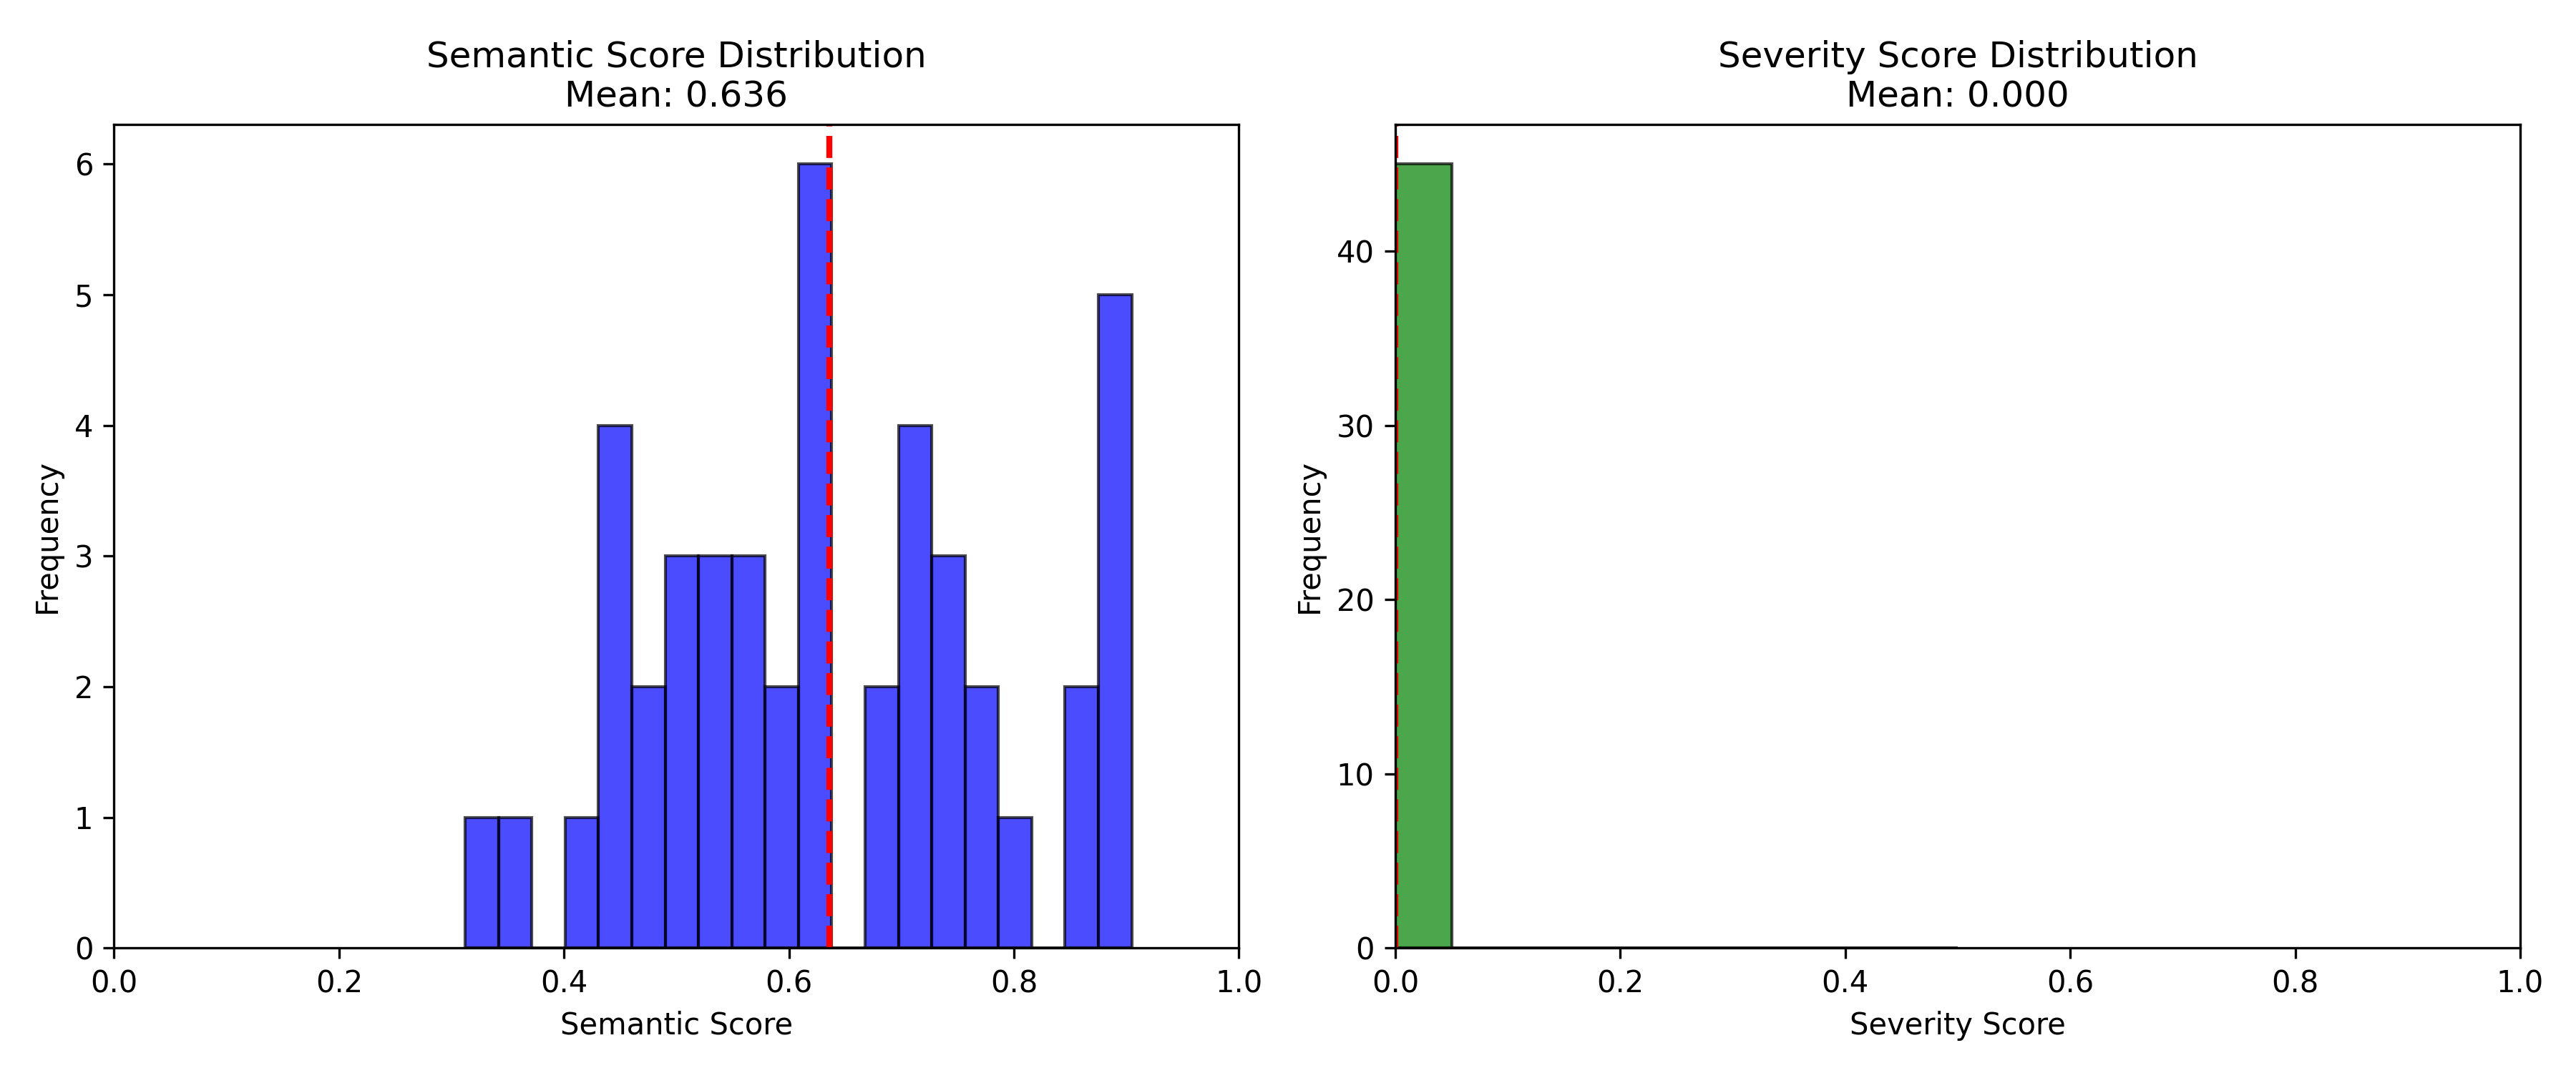 Semantic Score Distribution
Mean: 0.636
6
5
4
3
2
1
0
Frequency
0.0 0.2 0.4 0.6 0.8 1.0
Semantic Score
Severity Score Distribution
Mean: 0.000
40
30
20
10
0
Frequency
0.0 0.2 0.4 0.6 0.8 1.0
Severity Score